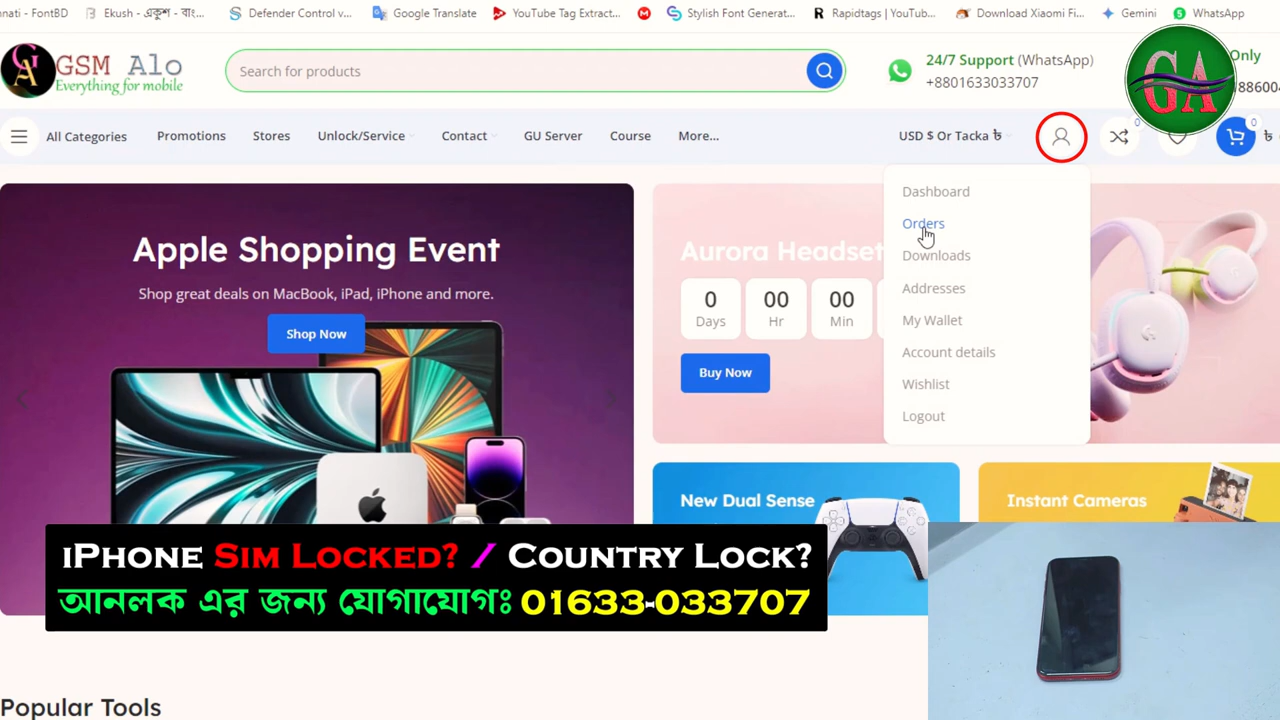 nnati - FontBD
Ekush - একুশ - বাং...
Defender Control v...
Google Translate
YouTube Tag Extract...
Stylish Font Generat...
Rapidtags | YouTub...
Download Xiaomi Fi...
Gemini
WhatsApp
GA
GSM Alo
Everything for mobile
Search for products
24/7 Support (WhatsApp)
+8801633033707
Only
188600
GA
All Categories
Promotions
Stores
Unlock/Service
Contact
GU Server
Course
More...
USD $ Or Tacka ৳
0
0
৳
Dashboard
Orders
Downloads
Addresses
My Wallet
Account details
Wishlist
Logout
Apple Shopping Event
Shop great deals on MacBook, iPad, iPhone and more.
Shop Now
Aurora Headset
0
Days
00
Hr
00
Min
Buy Now
New Dual Sense
Instant Cameras
iPhone Sim Locked? / Country Lock?
আনলক এর জন্য যোগাযোগঃ 01633-033707
Popular Tools